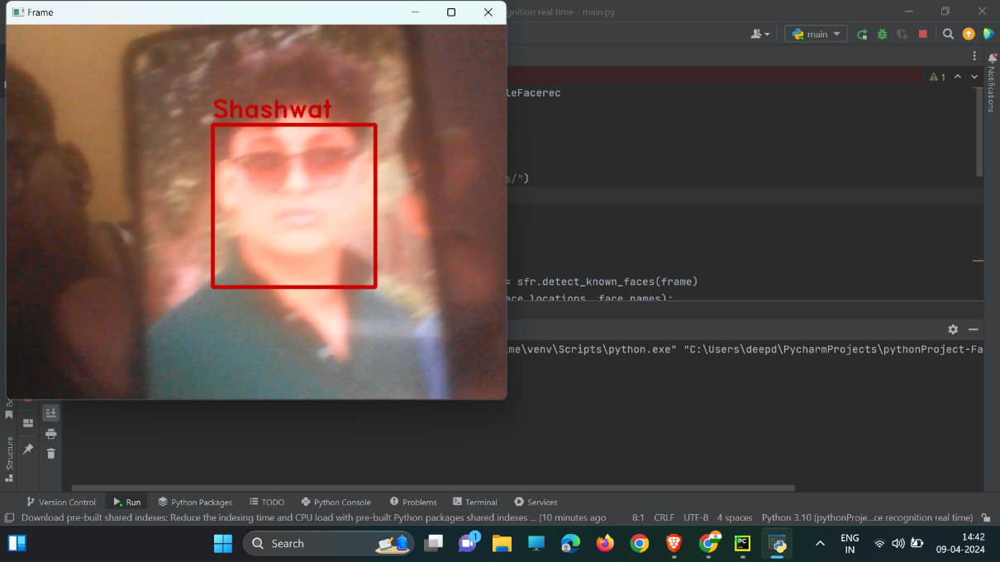 Frame
gnition real time - main.py
main
1
leFacerec
Notifications
Shashwat
s/")
= sfr.detect_known_faces(frame)
ace_locations, face_names):
me\venv\Scripts\python.exe" "C:\Users\deepd\PycharmProjects\pythonProject-Fa
Structure
Version Control
Run
Python Packages
TODO
Python Console
Problems
Terminal
Services
Download pre-built shared indexes: Reduce the indexing time and CPU load with pre-built Python packages shared indexes ... (10 minutes ago
8:1 CRLF UTF-8 4 spaces Python 3.10 (pythonProje...ce recognition real time)
Search
1
PC
ENG
IN
14:42
09-04-2024